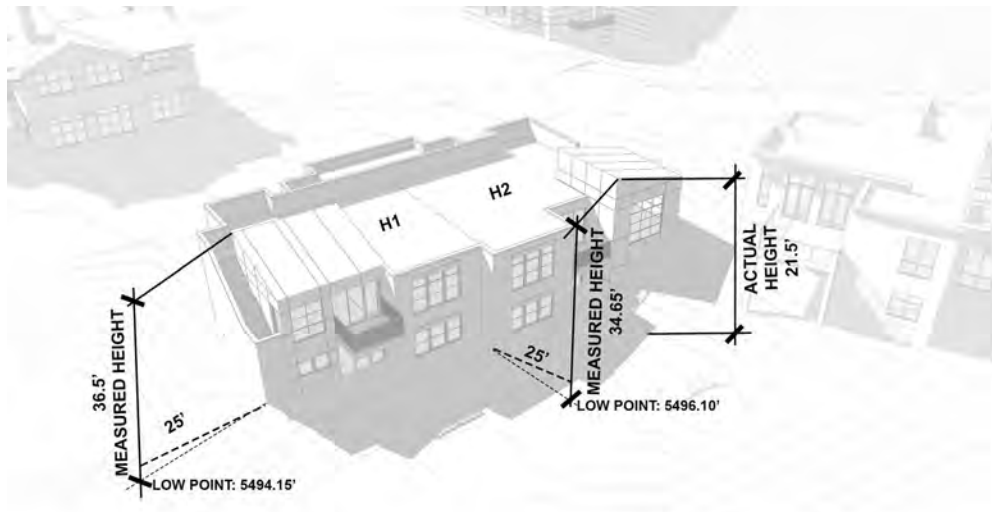 H1
H2
36.5'
MEASURED HEIGHT
25'
LOW POINT: 5494.15'
25'
MEASURED HEIGHT
34.65'
LOW POINT: 5496.10'
ACTUAL
HEIGHT
21.5'